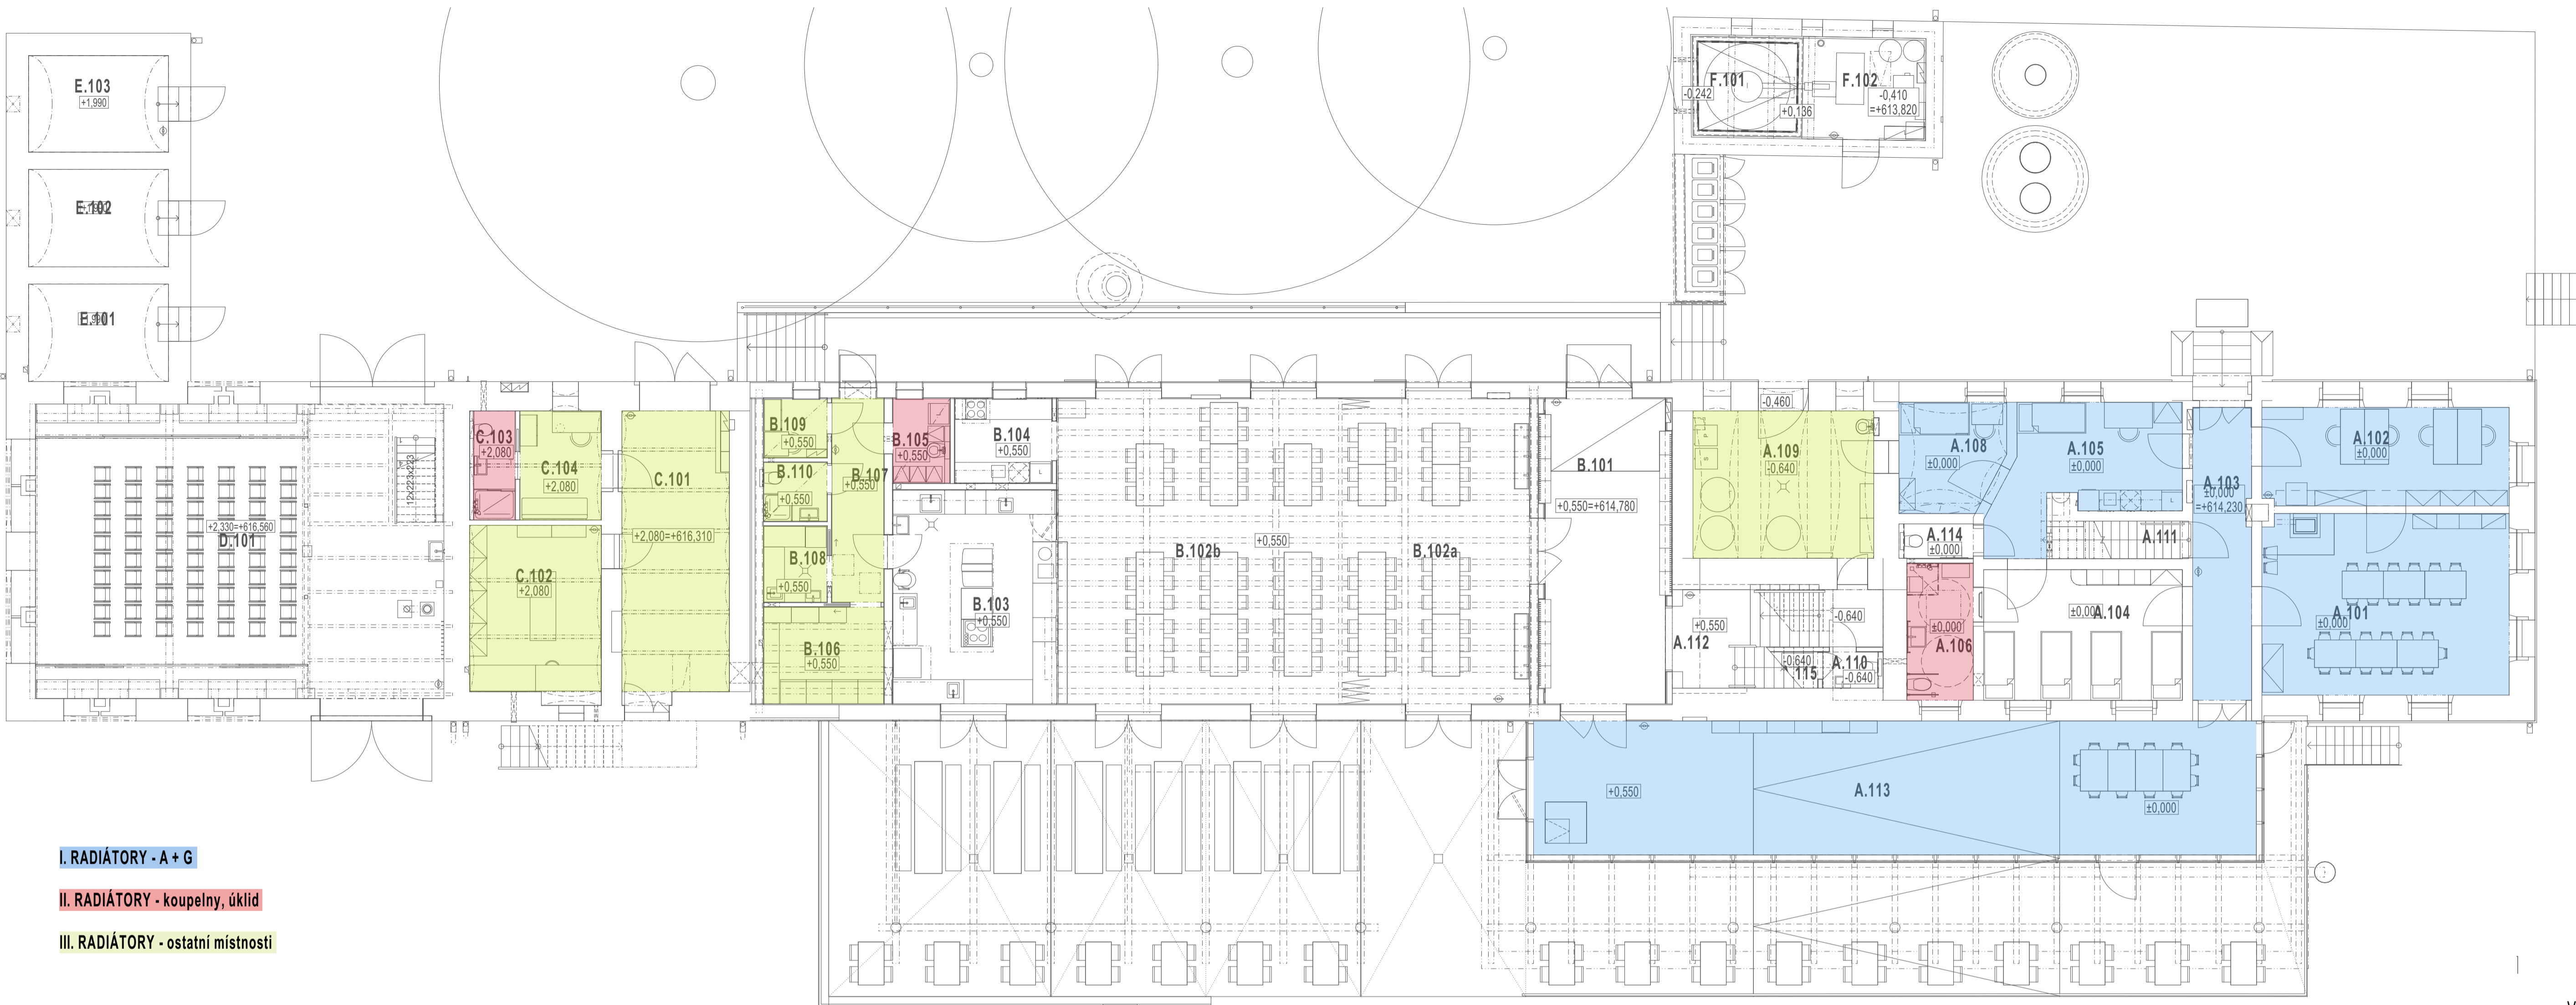 E.103
+1,990
E.102
E.101
F.101
-0,242
+0,136
F.102
-0,410
=+613,820
C.103
+2,080
C.104
+2,080
C.101
+2,080=+616,310
C.102
+2,080
+2,330=+616,560
D.101
12x223x223
B.109
+0,550
B.110
+0,550
B.107
+0,550
B.108
+0,550
B.106
+0,550
B.105
+0,550
B.104
+0,550
L
B.103
+0,550
B.102b
+0,550
B.102a
B.101
+0,550=+614,780
-0,460
A.109
-0,640
A.108
±0,000
A.105
±0,000
L
A.103
±0,000
=+614,230
A.102
±0,000
A.114
±0,000
A.111
A.112
+0,550
-0,640
-0,640
A.110
-0,640
±0,000
A.106
±0,000
A.104
A.101
±0,000
+0,550
A.113
±0,000
I. RADIÁTORY - A + G
II. RADIÁTORY - koupelny, úklid
III. RADIÁTORY - ostatní místnosti